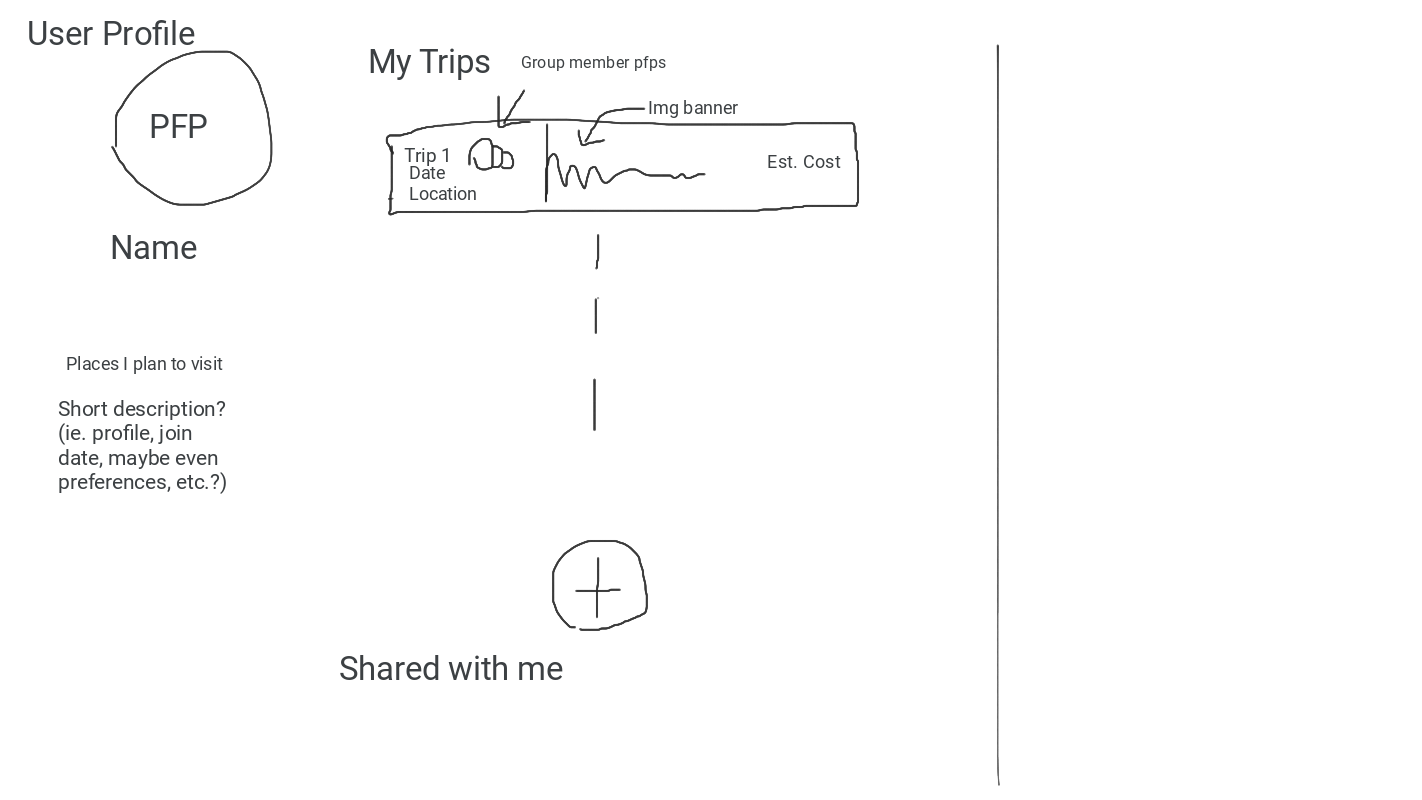 User Profile
PFP
Name
Places I plan to visit
Short description?
(ie. profile, join
date, maybe even
preferences, etc.?)
My Trips
Group member pfps
Img banner
Trip 1
Date
Location
Est. Cost
Shared with me